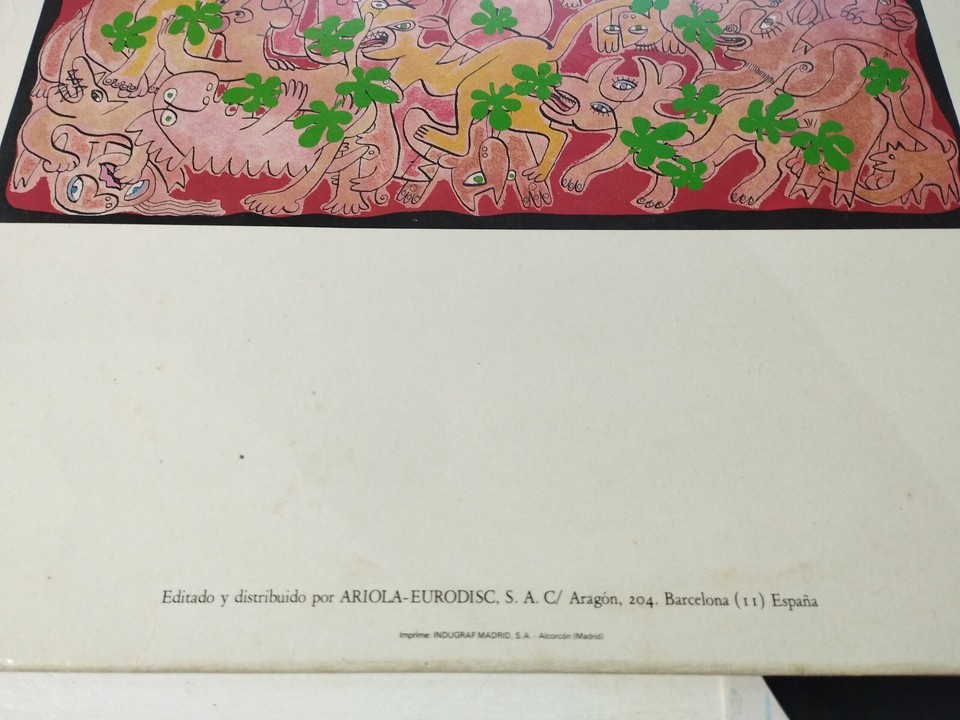 Editado y distribuido por ARIOLA-EURODISC, S. A. C/ Aragón, 204. Barcelona (11) España
Imprime: INDUGRAF MADRID, S.A. - Alcorcón (Madrid)